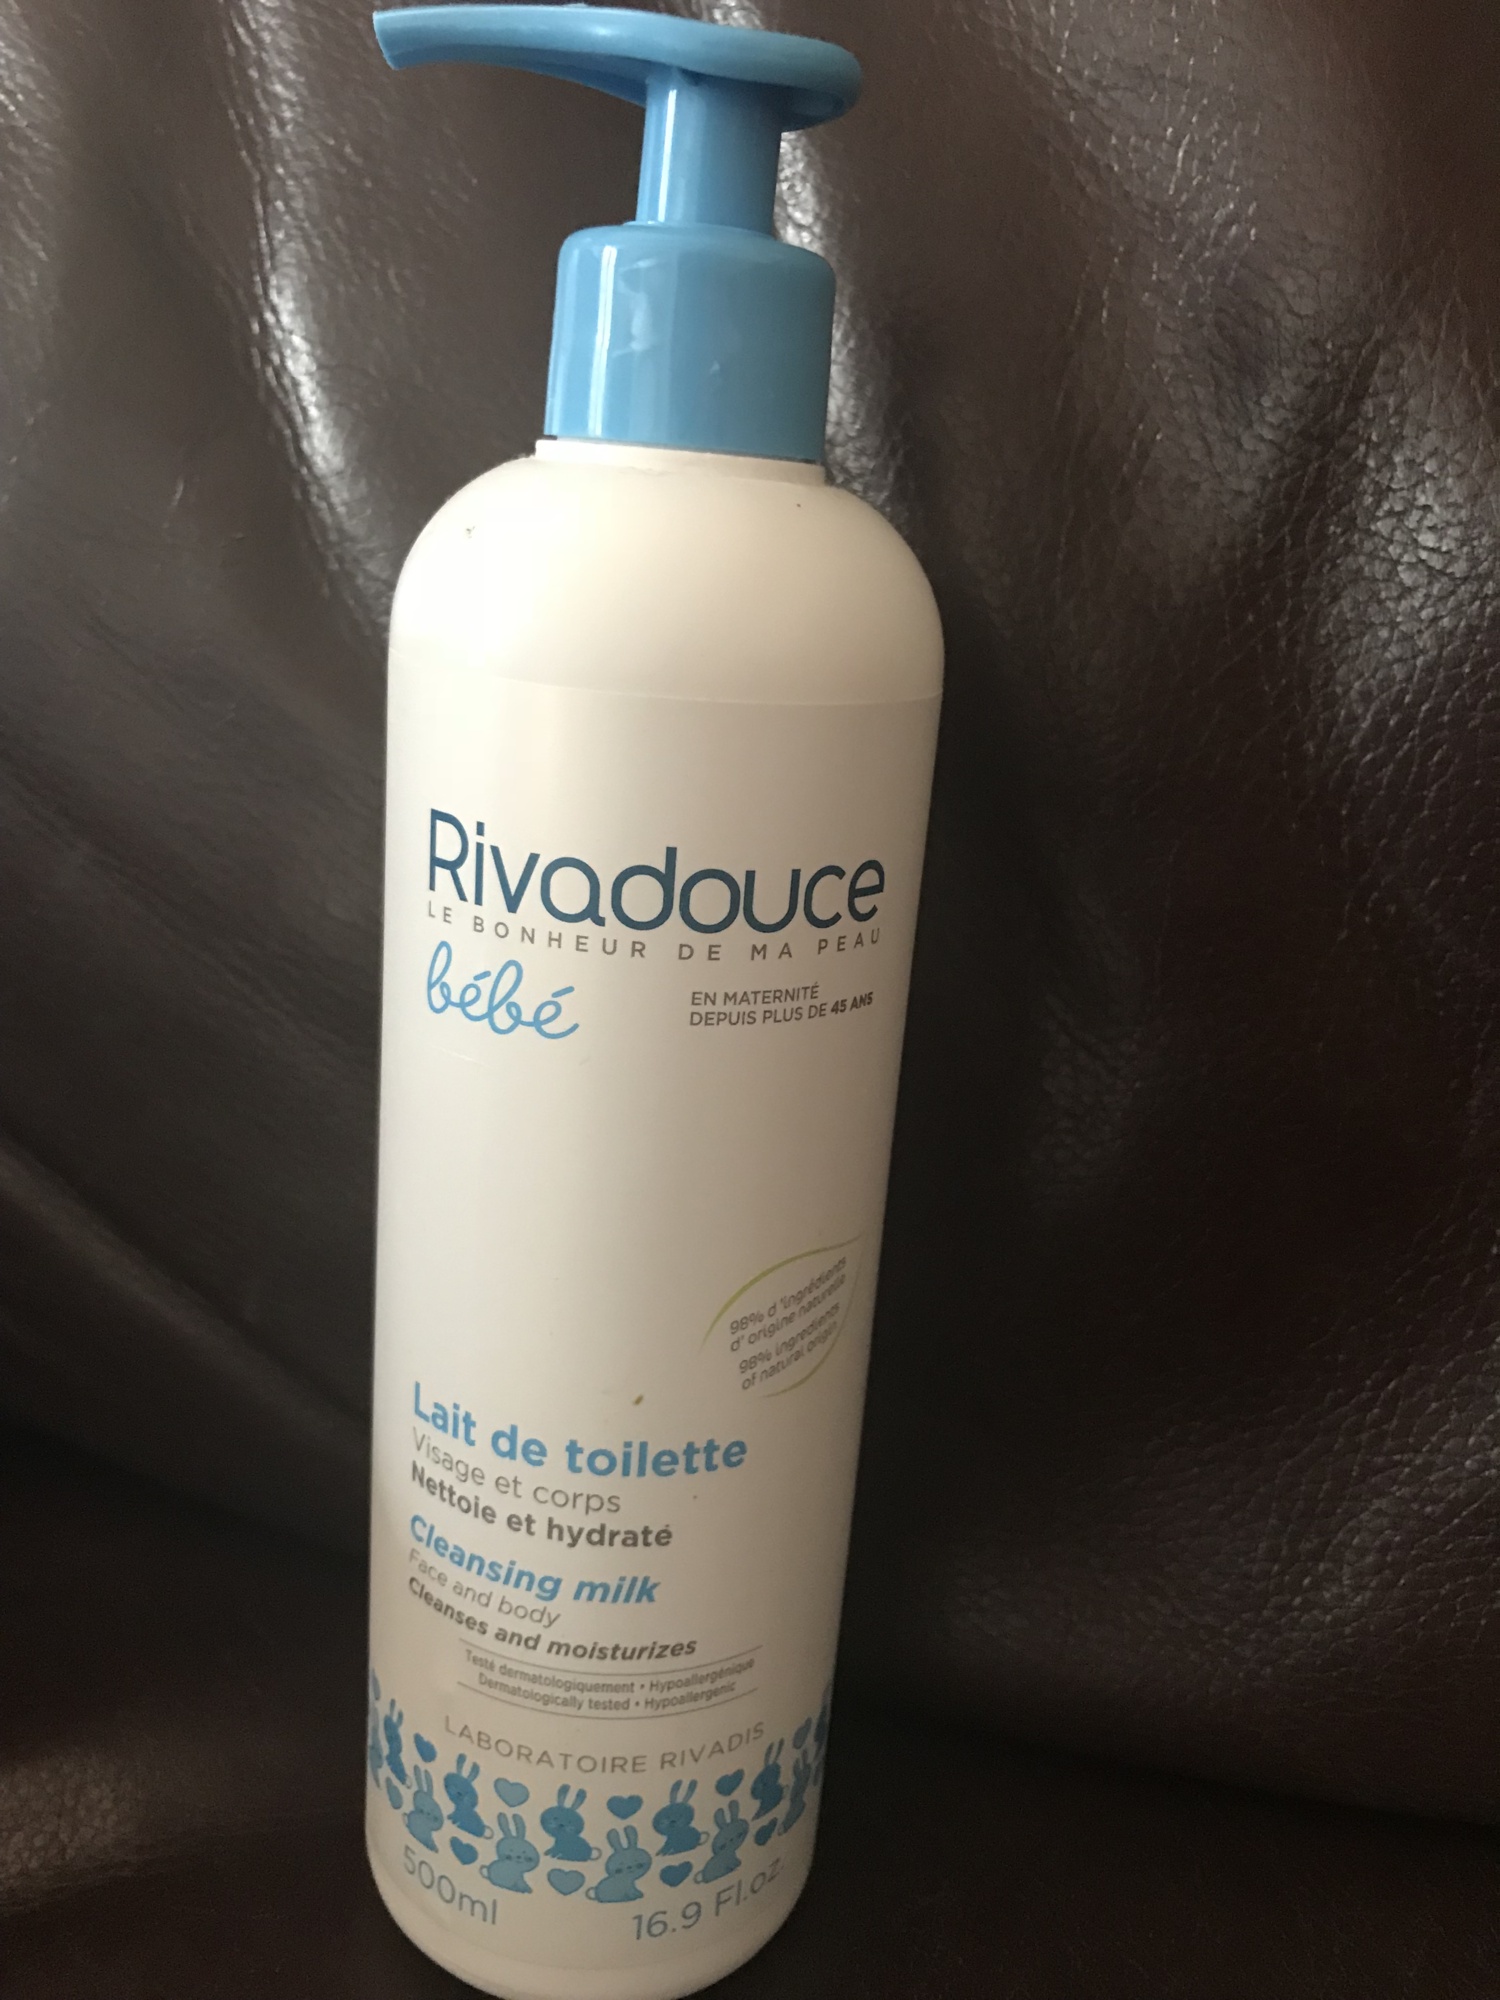 Rivadouce
LE BONHEUR DE MA PEAU
bébé
EN MATERNITÉ
DEPUIS PLUS DE 45 ANS
98% d'ingrédients
d'origine naturelle
98% ingredients
of natural origin
Lait de toilette
Visage et corps
Nettoie et hydraté
Cleansing milk
Face and body
Cleanses and moisturizes
Testé dermatologiquement • Hypoallergénique
Dermatologically tested • Hypoallergenic
LABORATOIRE RIVADIS
500ml
16.9 Fl.oz